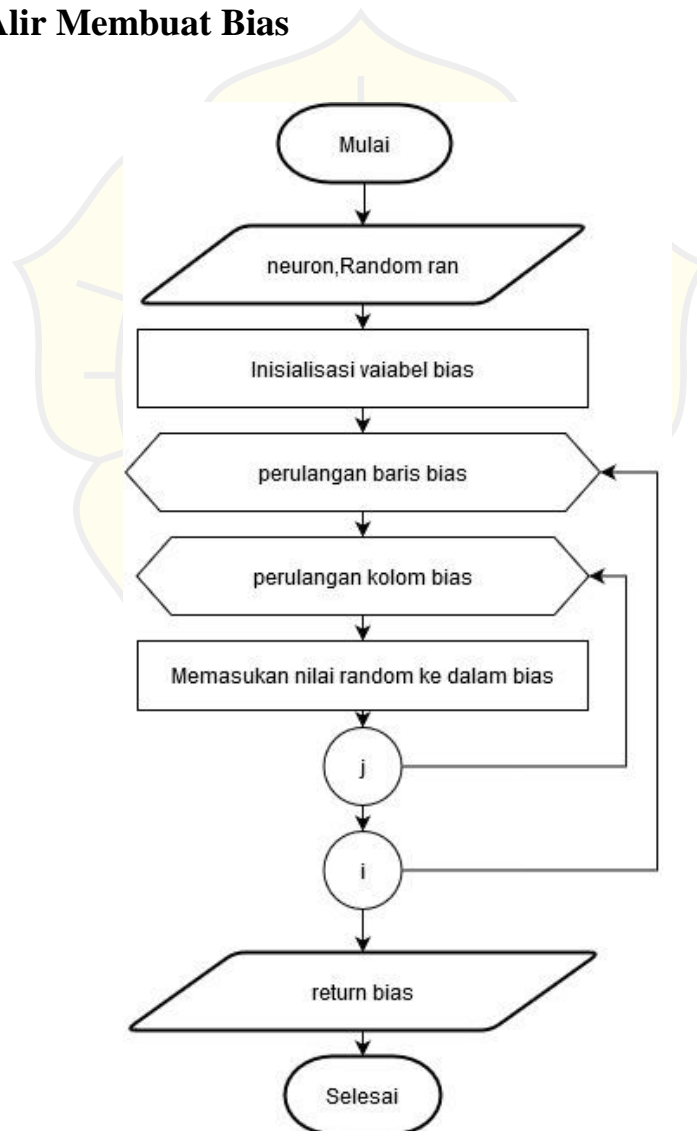 Alir Membuat Bias
Mulai
neuron,Random ran
Inisialisasi vaiabel bias
perulangan baris bias
perulangan kolom bias
Memasukan nilai random ke dalam bias
j
i
return bias
Selesai